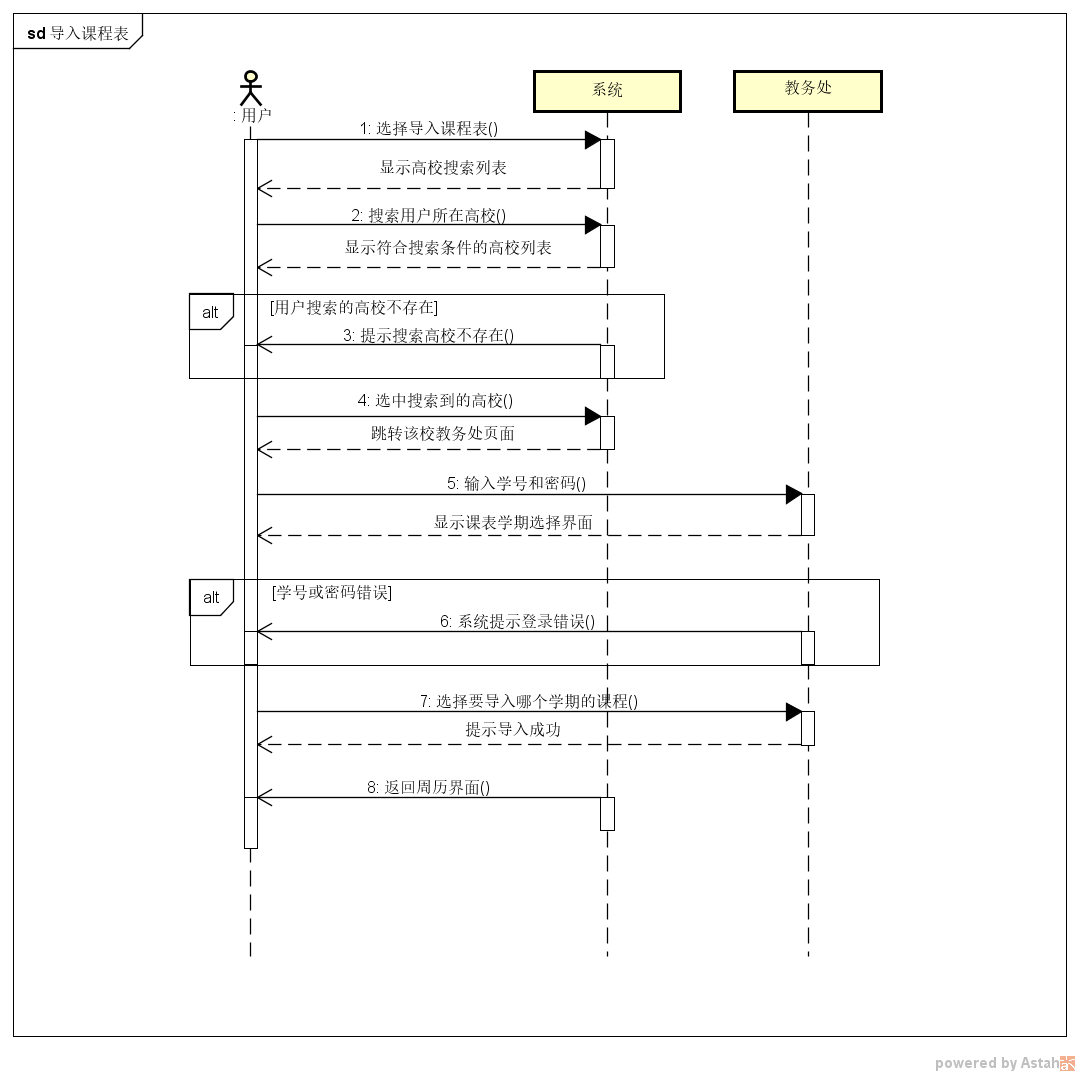 sd 导入课程表
: 用户
系统
教务处
1: 选择导入课程表()
显示高校搜索列表
2: 搜索用户所在高校()
显示符合搜索条件的高校列表
alt
[用户搜索的高校不存在]
3: 提示搜索高校不存在()
4: 选中搜索到的高校()
跳转该校教务处页面
5: 输入学号和密码()
显示课表学期选择界面
alt
[学号或密码错误]
6: 系统提示登录错误()
7: 选择要导入哪个学期的课程()
提示导入成功
8: 返回周历界面()
powered by Astah